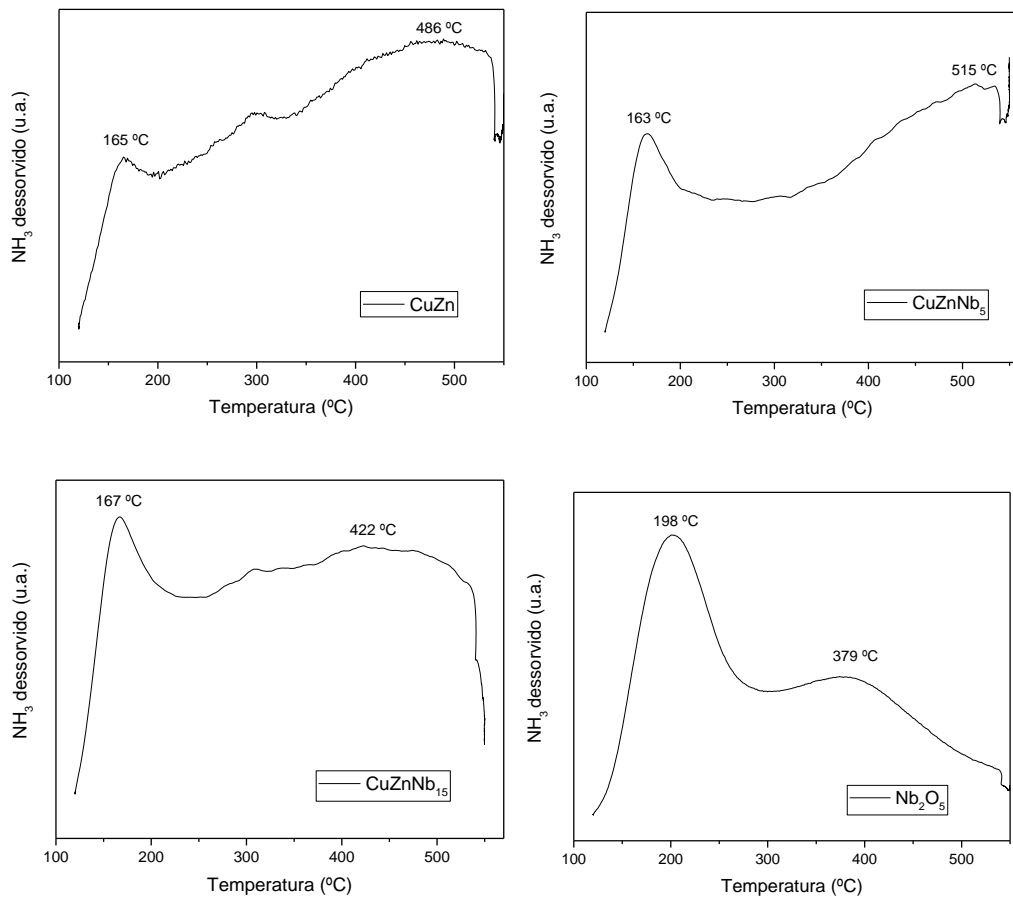 486 ºC
165 ºC
NH₃ dessorvido (u.a.)
CuZn
100 200 300 400 500
Temperatura (ºC)
515 ºC
163 ºC
NH₃ dessorvido (u.a.)
CuZnNb₅
100 200 300 400 500
Temperatura (ºC)
167 ºC
422 ºC
NH₃ dessorvido (u.a.)
CuZnNb₁₅
100 200 300 400 500
Temperatura (ºC)
198 ºC
379 ºC
NH₃ dessorvido (u.a.)
Nb₂O₅
100 200 300 400 500
Temperatura (ºC)